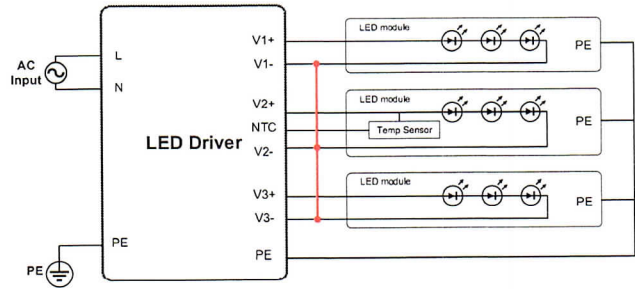 LED module
V1+
PE
L
V1-
AC
Input
N
LED module
V2+
NTC
Temp Sensor
PE
LED Driver
V2-
LED module
V3+
PE
V3-
PE
PE
PE